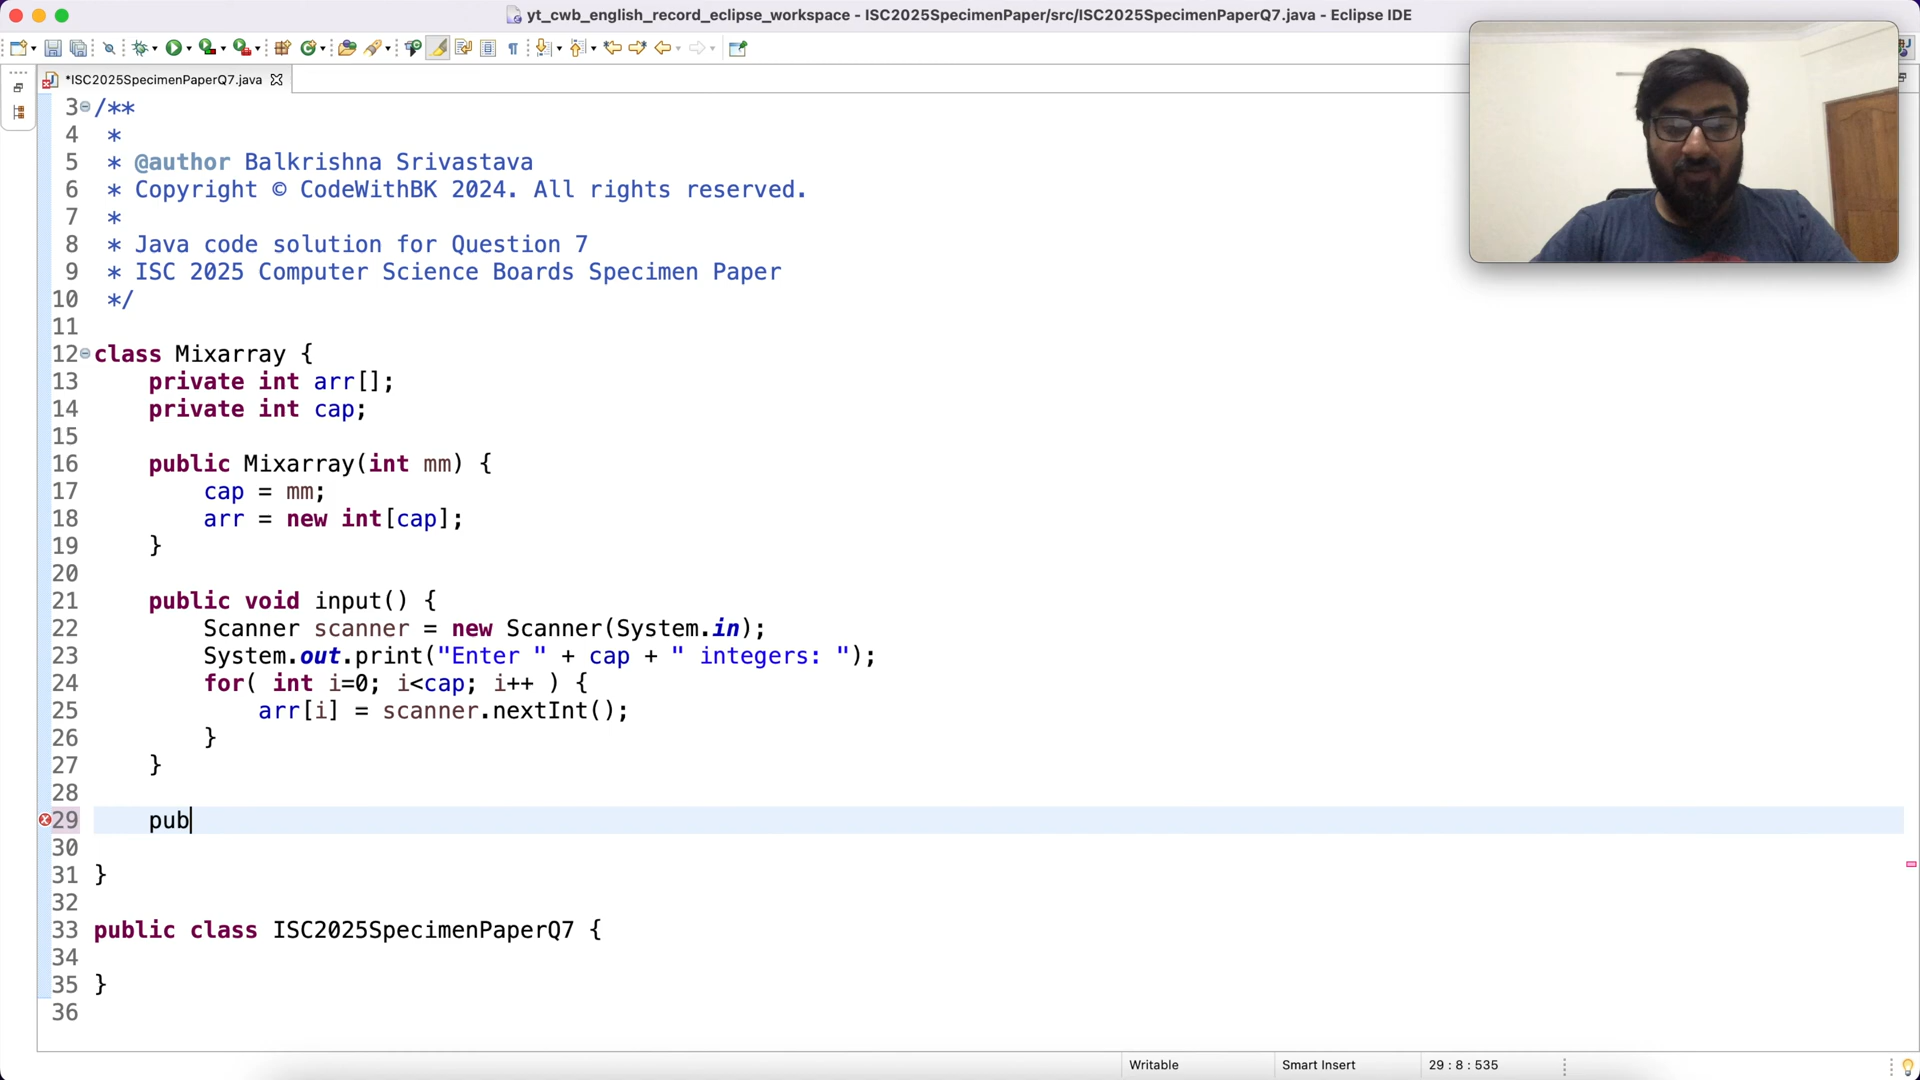 yt_cwb_english_record_eclipse_workspace - ISC2025SpecimenPaper/src/ISC2025SpecimenPaperQ7.java - Eclipse IDE
*ISC2025SpecimenPaperQ7.java
3 /**
4 *
5 * @author Balkrishna Srivastava
6 * Copyright © CodeWithBK 2024. All rights reserved.
7 *
8 * Java code solution for Question 7
9 * ISC 2025 Computer Science Boards Specimen Paper
10 */
11
12 class Mixarray {
13 private int arr[];
14 private int cap;
15
16 public Mixarray(int mm) {
17 cap = mm;
18 arr = new int[cap];
19 }
20
21 public void input() {
22 Scanner scanner = new Scanner(System.in);
23 System.out.print("Enter " + cap + " integers: ");
24 for( int i=0; i<cap; i++ ) {
25 arr[i] = scanner.nextInt();
26 }
27 }
28
29 pub
30
31 }
32
33 public class ISC2025SpecimenPaperQ7 {
34
35 }
36
Writable Smart Insert 29 : 8 : 535